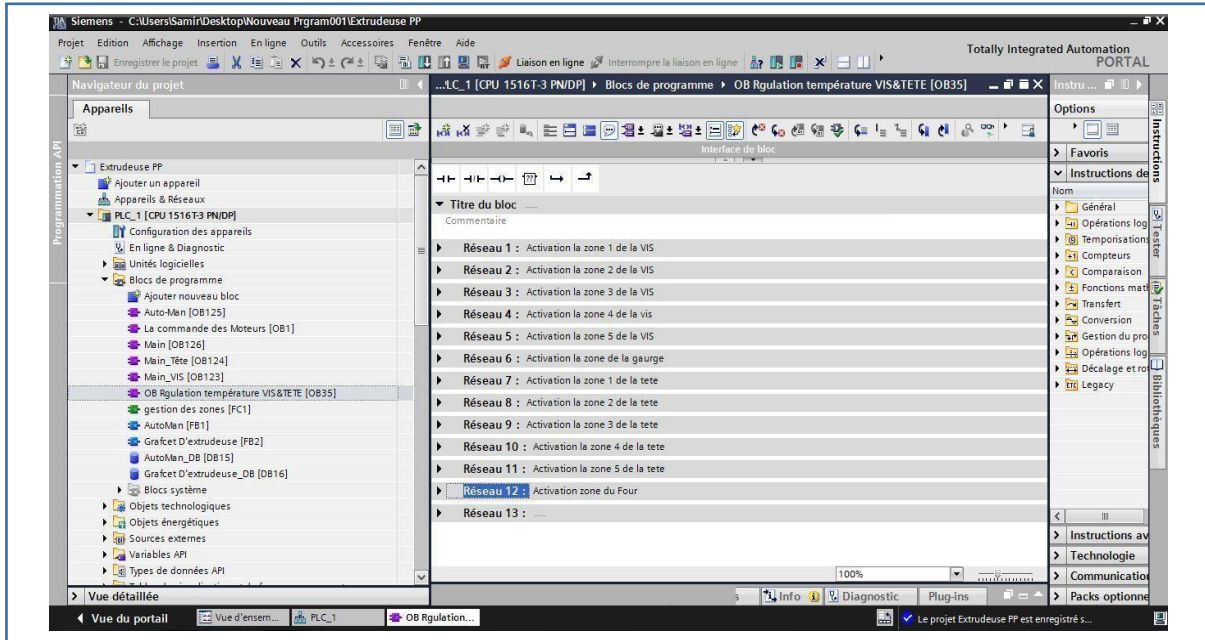 Siemens - C:\Users\Samir\Desktop\Nouveau Prgram001\Extrudeuse PP
Projet Edition Affichage Insertion En ligne Outils Accessoires Fenêtre Aide
Totally Integrated Automation
PORTAL
Enregistrer le projet
Liaison en ligne
Interrompre la liaison en ligne
Navigateur du projet
Appareils
Programmation API
Extrudeuse PP
Ajouter un appareil
Appareils & Réseaux
PLC_1 [CPU 1516T-3 PN/DP]
Configuration des appareils
En ligne & Diagnostic
Unités logicielles
Blocs de programme
Ajouter nouveau bloc
Auto-Man [OB125]
La commande des Moteurs [OB1]
Main [OB126]
Main_Tête [OB124]
Main_VIS [OB123]
OB Rgulation température VIS&TETE [OB35]
gestion des zones [FC1]
AutoMan [FB1]
Grafcet D'extrudeuse [FB2]
AutoMan_DB [DB15]
Grafcet D'extrudeuse_DB [DB16]
Blocs système
Objets technologiques
Objets énergétiques
Sources externes
Variables API
Types de données API
Vue détaillée
...LC_1 [CPU 1516T-3 PN/DP] Blocs de programme OB Rgulation température VIS&TETE [OB35]
Interface de bloc
??
Titre du bloc .....
Commentaire
Réseau 1 : Activation la zone 1 de la VIS
Réseau 2 : Activation la zone 2 de la VIS
Réseau 3 : Activation la zone 3 de la VIS
Réseau 4 : Activation la zone 4 de la vis
Réseau 5 : Activation la zone 5 de la VIS
Réseau 6 : Activation la zone de la gaurge
Réseau 7 : Activation la zone 1 de la tete
Réseau 8 : Activation la zone 2 de la tete
Réseau 9 : Activation la zone 3 de la tete
Réseau 10 : Activation la zone 4 de la tete
Réseau 11 : Activation la zone 5 de la tete
Réseau 12 : Activation zone du Four
Réseau 13 : .....
100%
s Info Diagnostic Plug-ins
Instru...
Options
Favoris
Instructions de
Nom
Général
Opérations log
Temporisations
Compteurs
Comparaison
Fonctions math
Transfert
Conversion
Gestion du pro
Opérations log
Décalage et rot
Legacy
Instructions av
Technologie
Communication
Packs optionne
Instructions
Tester
Tâches
Bibliothèques
Vue du portail
Vue d'ensem...
PLC_1
OB Rgulation...
Le projet Extrudeuse PP est enregistré s...